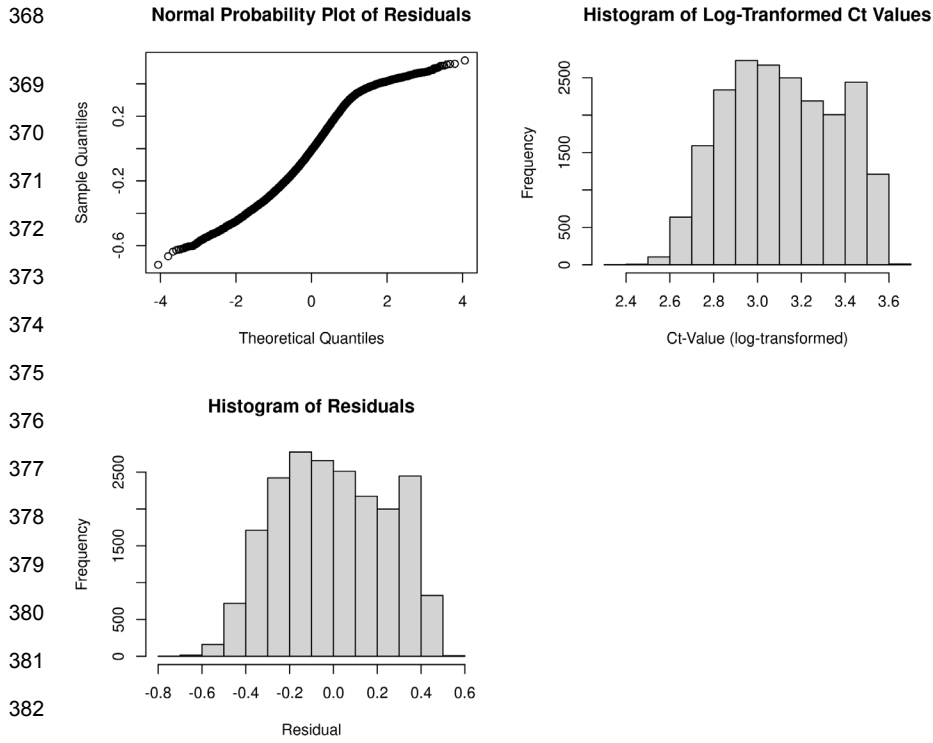 368
Normal Probability Plot of Residuals
Histogram of Log-Tranformed Ct Values
369
370
371
372
373
374
375
376
377
378
379
380
381
382
Sample Quantiles
0.2
-0.2
-0.6
-4 -2 0 2 4
Theoretical Quantiles
Frequency
2500
1500
500
0
2.4 2.6 2.8 3.0 3.2 3.4 3.6
Ct-Value (log-transformed)
Histogram of Residuals
Frequency
2500
1500
500
0
-0.8 -0.6 -0.4 -0.2 0.0 0.2 0.4 0.6
Residual